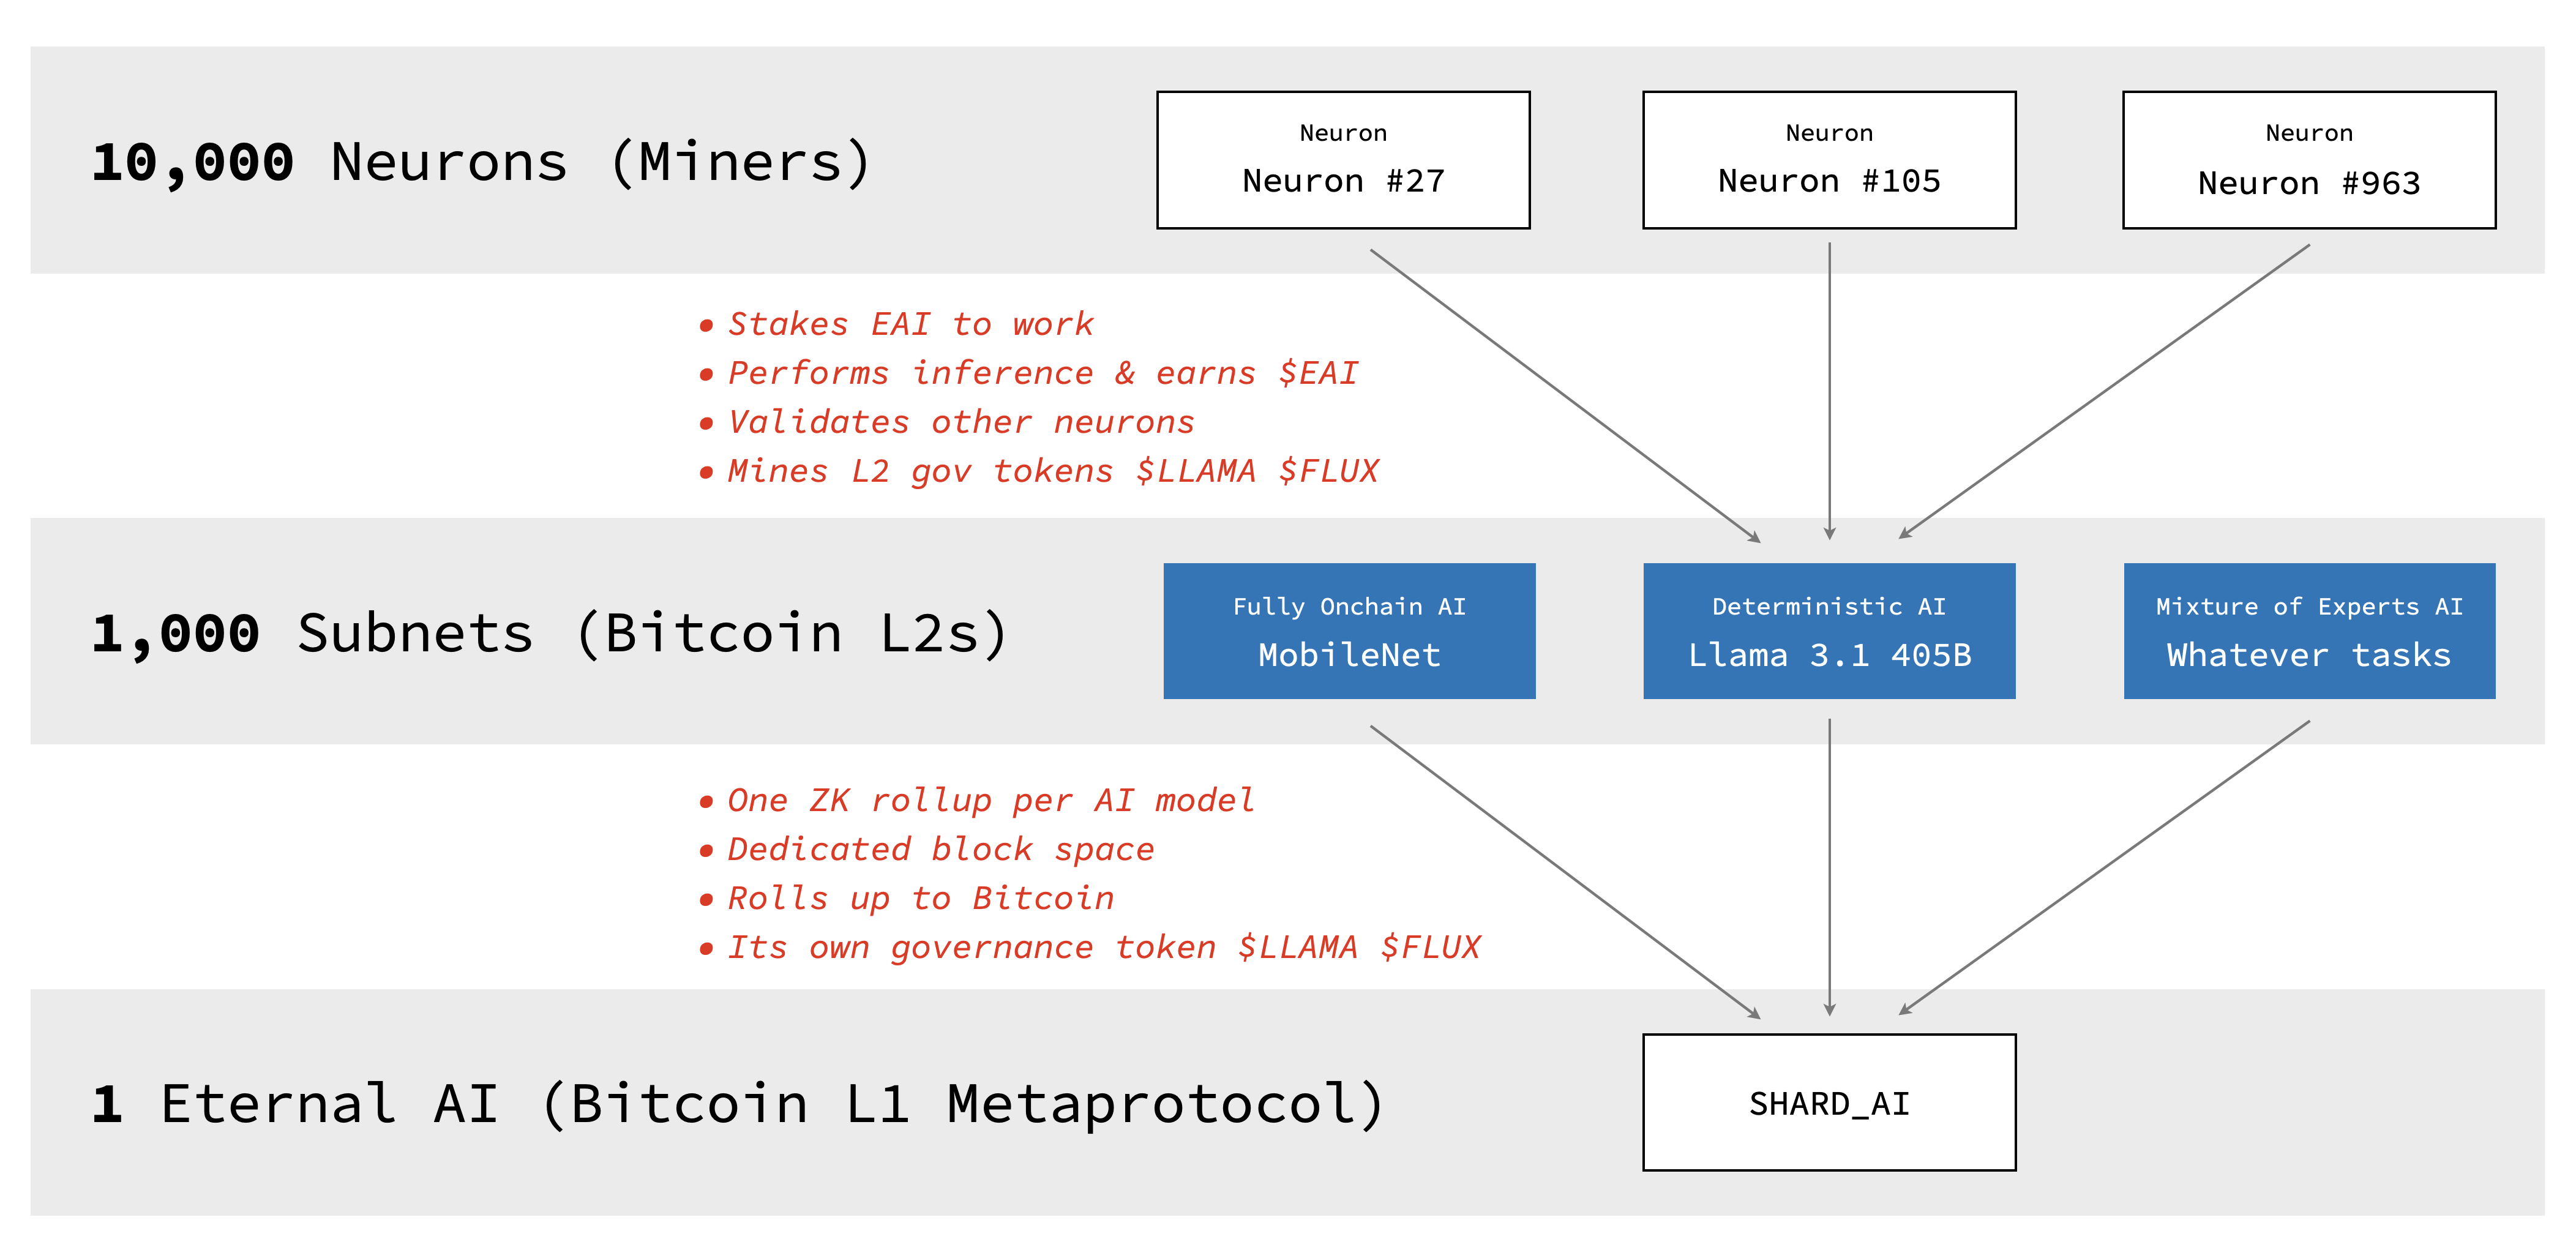 10,000 Neurons (Miners)
Neuron
Neuron #27
Neuron
Neuron #105
Neuron
Neuron #963
• Stakes EAI to work
• Performs inference & earns $EAI
• Validates other neurons
• Mines L2 gov tokens $LLAMA $FLUX
1,000 Subnets (Bitcoin L2s)
Fully Onchain AI
MobileNet
Deterministic AI
Llama 3.1 405B
Mixture of Experts AI
Whatever tasks
• One ZK rollup per AI model
• Dedicated block space
• Rolls up to Bitcoin
• Its own governance token $LLAMA $FLUX
1 Eternal AI (Bitcoin L1 Metaprotocol)
SHARD_AI